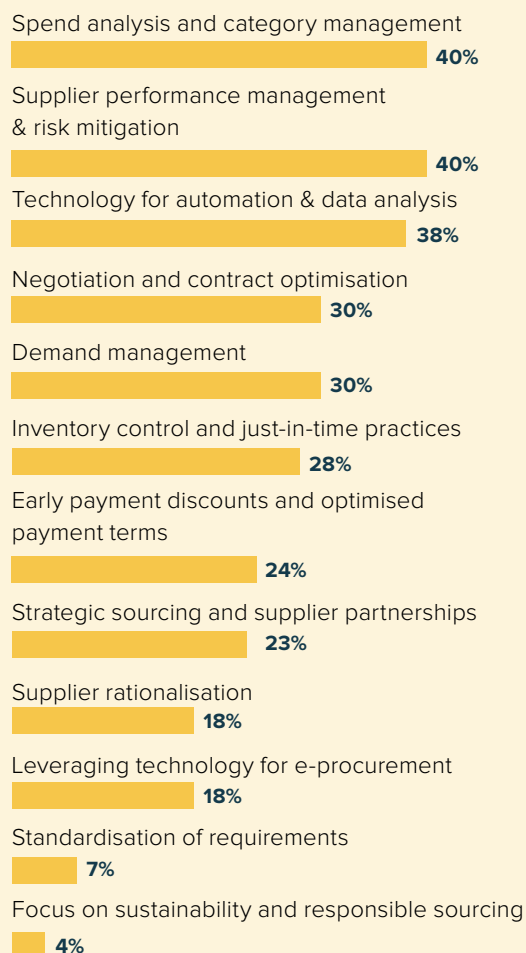 Spend analysis and category management
40%
Supplier performance management
& risk mitigation
40%
Technology for automation & data analysis
38%
Negotiation and contract optimisation
30%
Demand management
30%
Inventory control and just-in-time practices
28%
Early payment discounts and optimised
payment terms
24%
Strategic sourcing and supplier partnerships
23%
Supplier rationalisation
18%
Leveraging technology for e-procurement
18%
Standardisation of requirements
7%
Focus on sustainability and responsible sourcing
4%